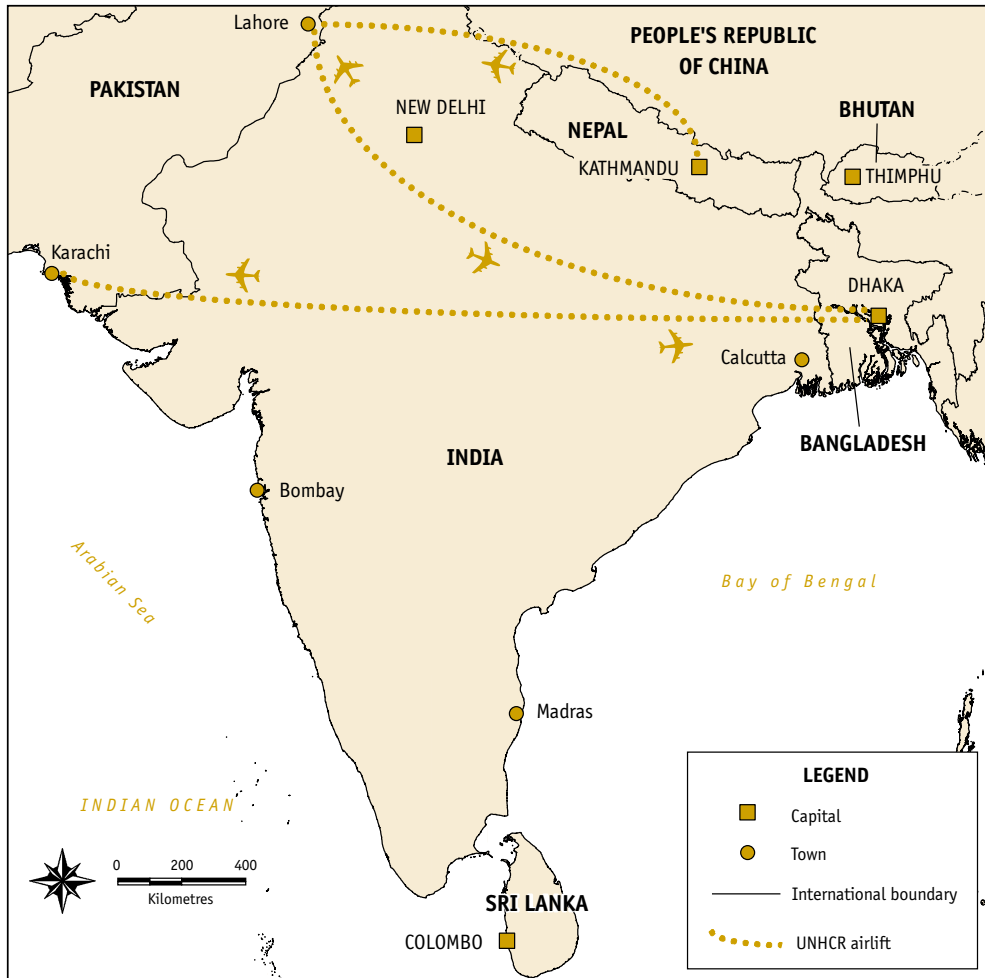 Lahore
PEOPLE'S REPUBLIC
OF CHINA
PAKISTAN
NEW DELHI
BHUTAN
NEPAL
KATHMANDU
THIMPHU
Karachi
DHAKA
Calcutta
BANGLADESH
INDIA
Bombay
Arabian Sea
Bay of Bengal
Madras
INDIAN OCEAN
0 200 400
Kilometres
SRI LANKA
COLOMBO
LEGEND
Capital
Town
International boundary
UNHCR airlift